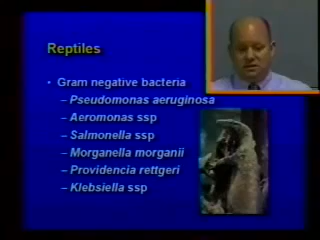 Reptiles
• Gram negative bacteria
– Pseudomonas aeruginosa
– Aeromonas ssp
– Salmonella ssp
– Morganella morganii
– Providencia rettgeri
– Klebsiella ssp